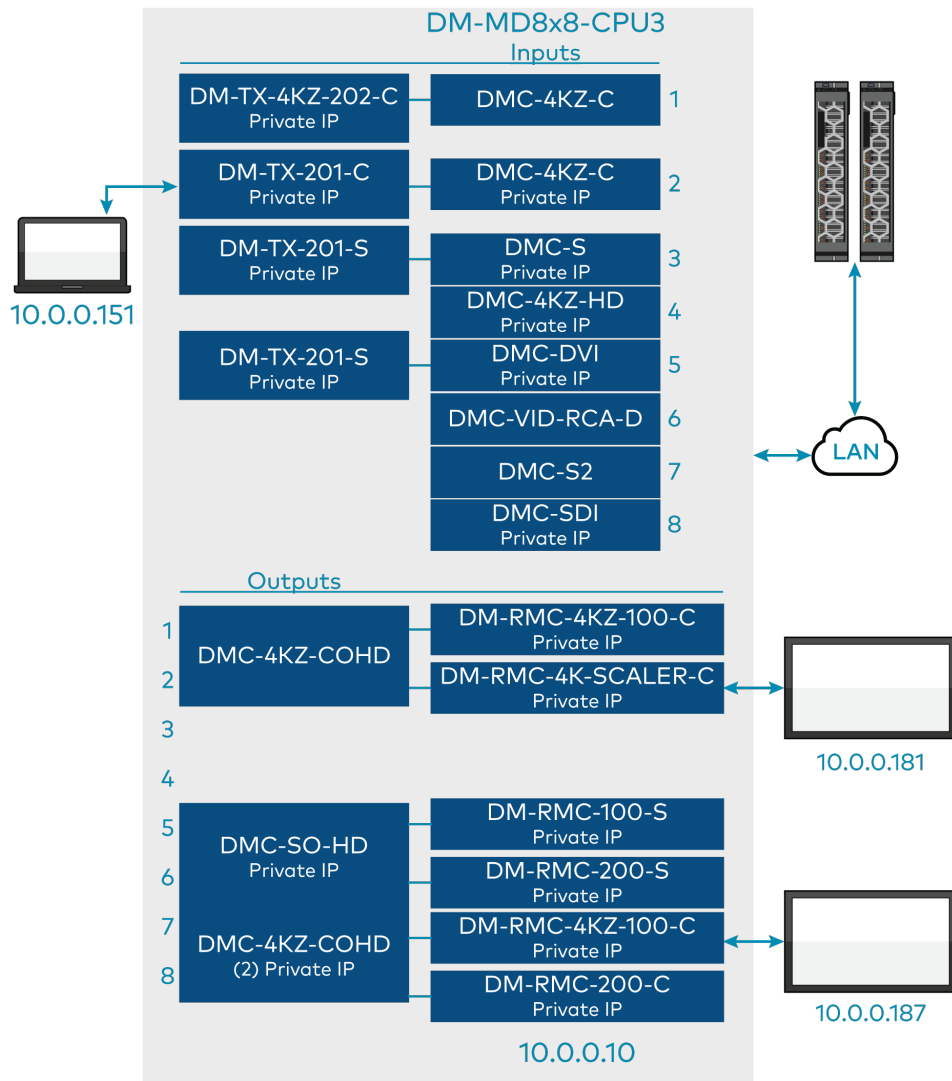 DM-MD8x8-CPU3
Inputs
DM-TX-4KZ-202-C
Private IP
DMC-4KZ-C
1
DM-TX-201-C
Private IP
DMC-4KZ-C
Private IP
2
10.0.0.151
DM-TX-201-S
Private IP
DMC-S
Private IP
3
DMC-4KZ-HD
Private IP
4
DM-TX-201-S
Private IP
DMC-DVI
Private IP
5
DMC-VID-RCA-D
6
DMC-S2
7
DMC-SDI
Private IP
8
LAN
Outputs
1
2
DMC-4KZ-COHD
DM-RMC-4KZ-100-C
Private IP
DM-RMC-4K-SCALER-C
Private IP
10.0.0.181
3
4
5
6
DMC-SO-HD
Private IP
DM-RMC-100-S
Private IP
DM-RMC-200-S
Private IP
7
8
DMC-4KZ-COHD
(2) Private IP
DM-RMC-4KZ-100-C
Private IP
DM-RMC-200-C
Private IP
10.0.0.187
10.0.0.10